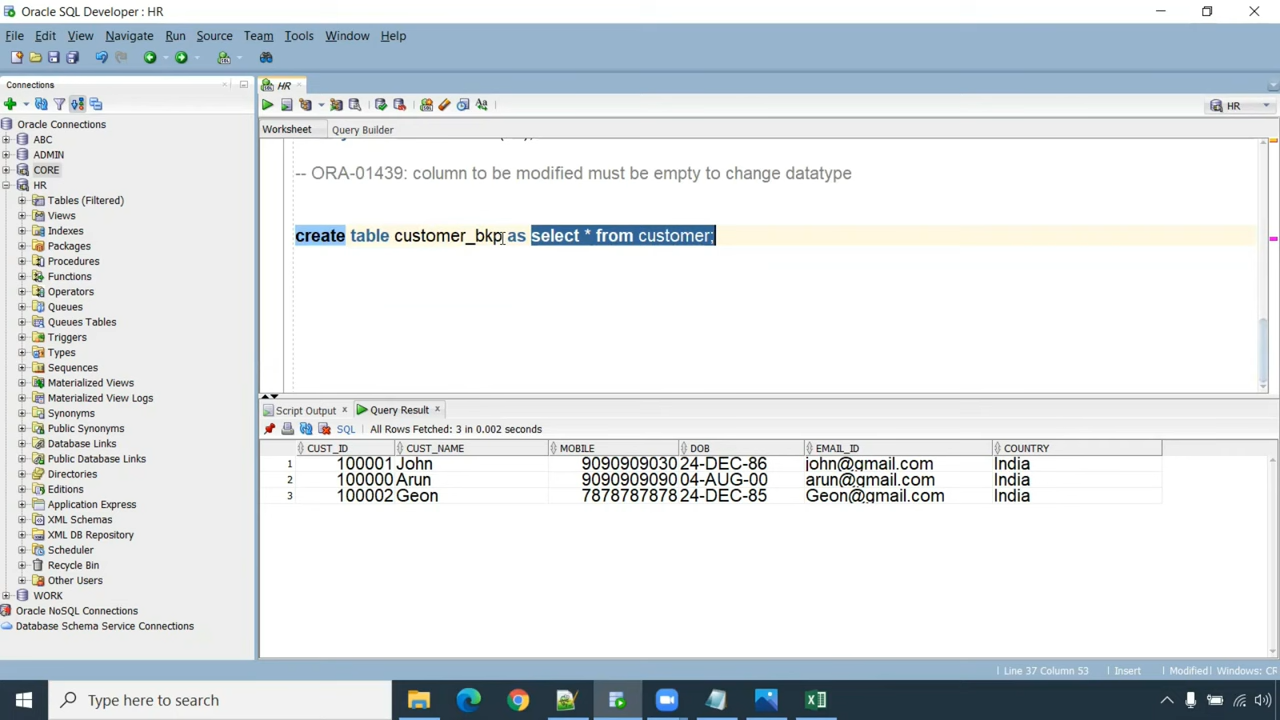 Oracle SQL Developer : HR
File Edit View Navigate Run Source Team Tools Window Help
Connections
HR
HR
Worksheet Query Builder
Oracle Connections
ABC
ADMIN
CORE
HR
Tables (Filtered)
Views
Indexes
Packages
Procedures
Functions
Operators
Queues
Queues Tables
Triggers
Types
Sequences
Materialized Views
Materialized View Logs
Synonyms
Public Synonyms
Database Links
Public Database Links
Directories
Editions
Application Express
XML Schemas
XML DB Repository
Scheduler
Recycle Bin
Other Users
WORK
Oracle NoSQL Connections
Database Schema Service Connections
-- ORA-01439: column to be modified must be empty to change datatype
create table customer_bkp as select * from customer;
Script Output Query Result
SQL All Rows Fetched: 3 in 0.002 seconds
CUST_ID CUST_NAME MOBILE DOB EMAIL_ID COUNTRY
1 100001 John 9090909030 24-DEC-86 john@gmail.com India
2 100000 Arun 9090909090 04-AUG-00 arun@gmail.com India
3 100002 Geon 7878787878 24-DEC-85 Geon@gmail.com India
Line 37 Column 53 Insert Modified Windows: CR
Type here to search